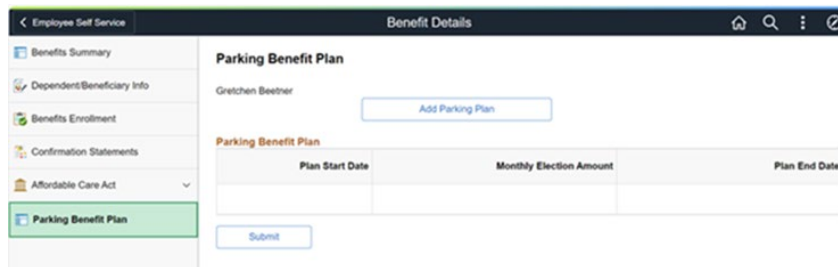 Employee Self Service
Benefit Details
Benefits Summary
Dependent/Beneficiary Info
Benefits Enrollment
Confirmation Statements
Affordable Care Act
Parking Benefit Plan
Parking Benefit Plan
Gretchen Beetner
Add Parking Plan
Parking Benefit Plan
Plan Start Date Monthly Election Amount Plan End Date
Submit